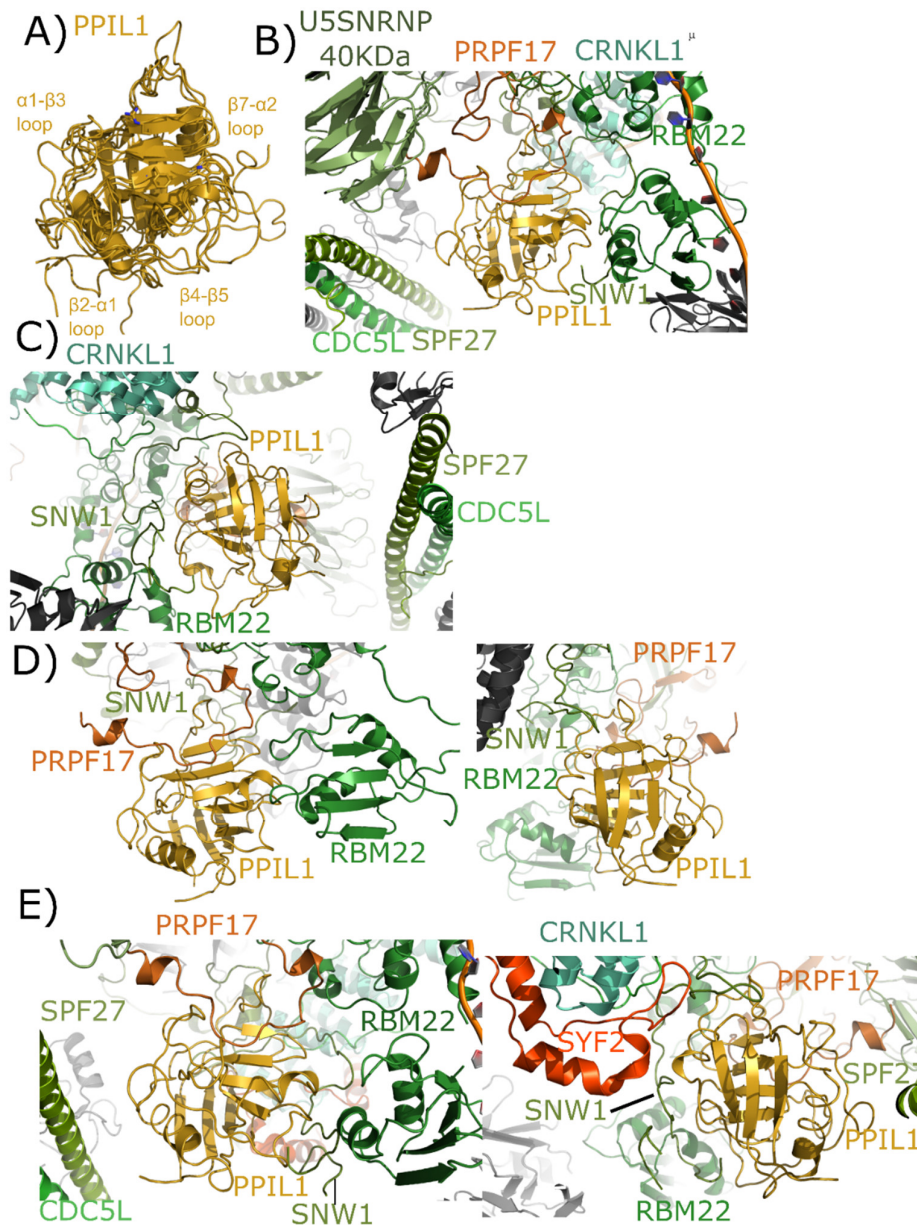 A)
PPIL1
α1-β3
loop
β7-α2
loop
β2-α1
loop
β4-β5
loop
B)
U5SNRNP
40KDa
PRPF17
CRNKL1
μ
RBM22
SNW1
PPIL1
CDC5L
SPF27
C)
CRNKL1
PPIL1
SPF27
SNW1
CDC5L
RBM22
D)
SNW1
PRPF17
RBM22
PPIL1
PRPF17
SNW1
RBM22
PPIL1
E)
PRPF17
SPF27
RBM22
PPIL1
CDC5L
SNW1
CRNKL1
PRPF17
SYF2
SPF27
SNW1
PPIL1
RBM22